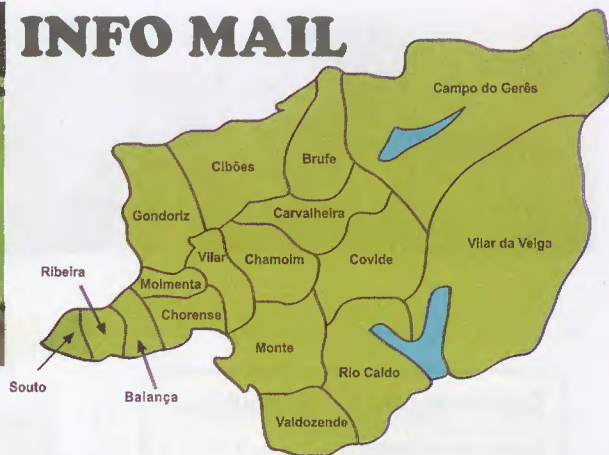 INFO MAIL
Campo do Gerês
Brufe
Cibões
Carvalheira
Gondoriz
Vilar da Veiga
Vilar
Chamoim
Covide
Ribeira
Moimenta
Chorense
Monte
Rio Caldo
Souto
Balança
Valdozende